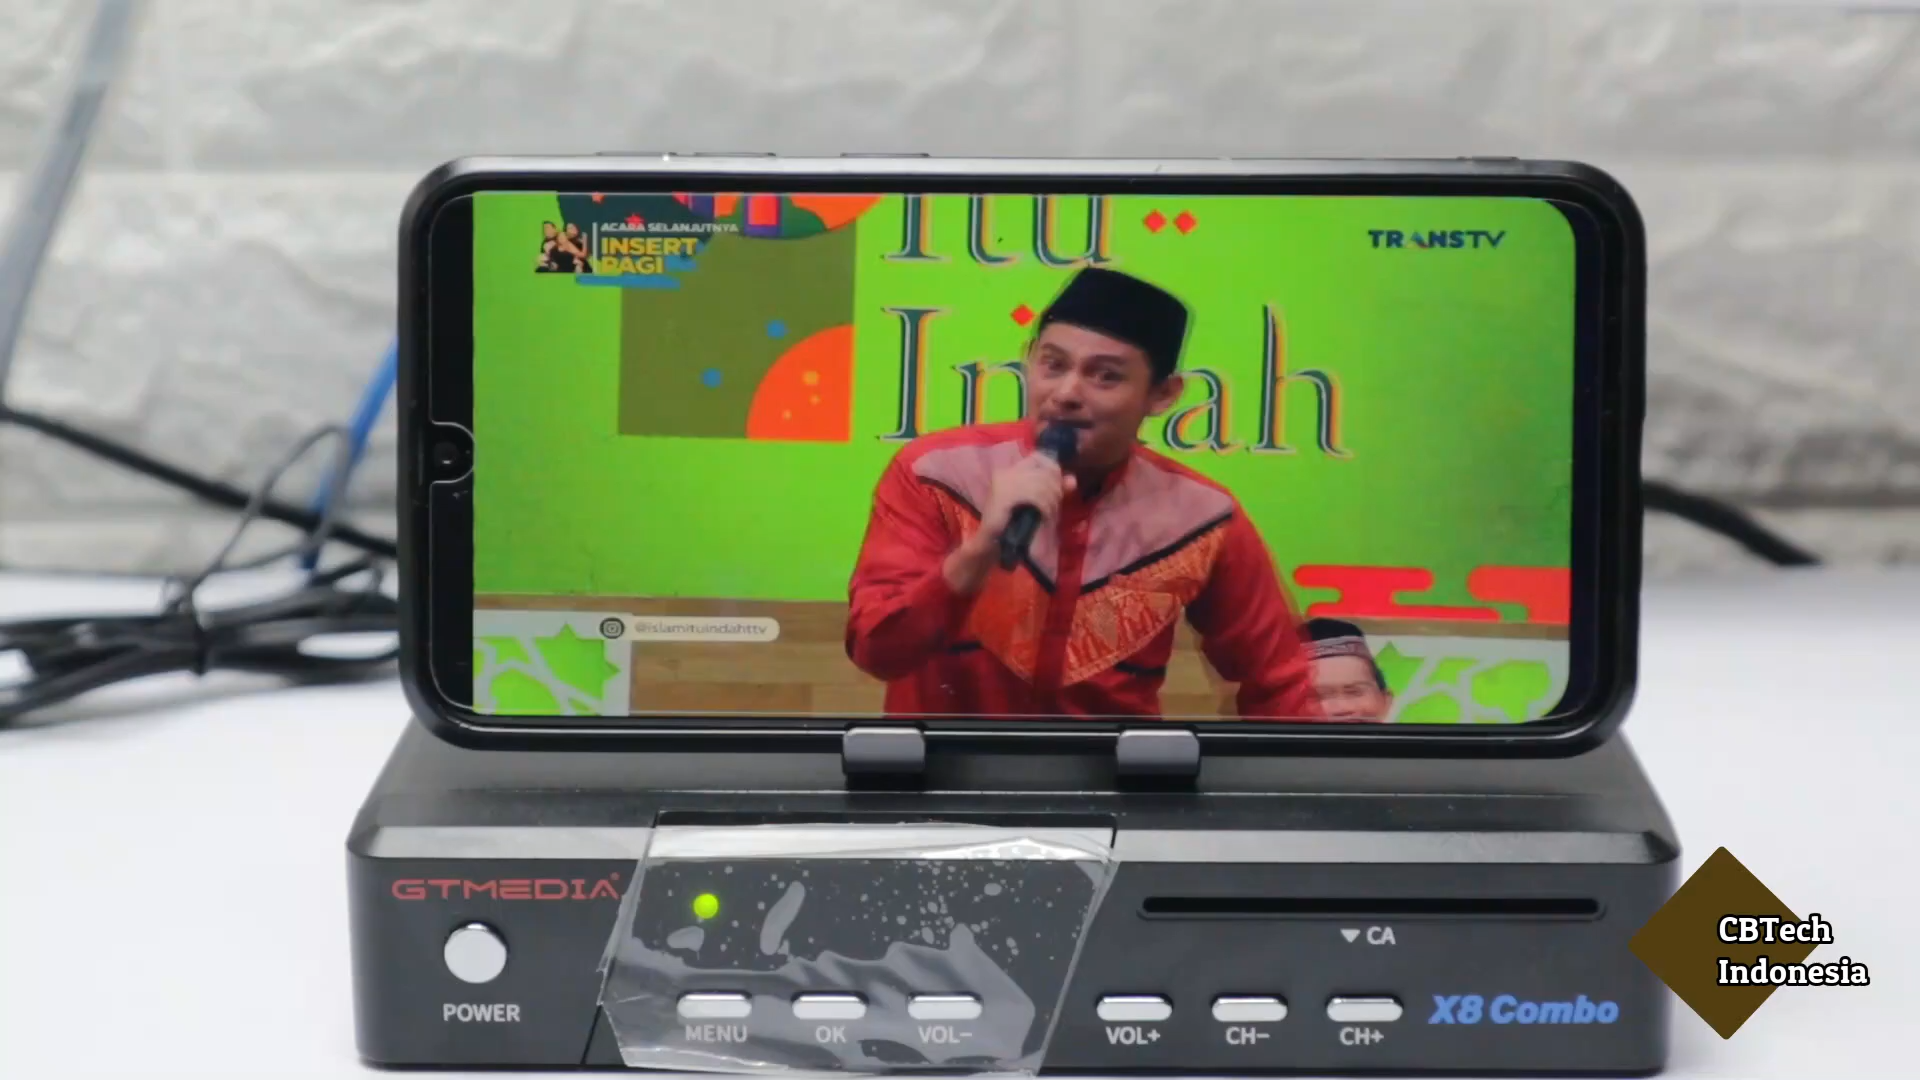 Itu
ACARA SELANJUTNYA
INSERT
PAGI
TRANSTV
@islamituindahttv
GTMEDIA
POWER
MENU
OK
VOL-
VOL+
CH-
CH+
CA
X8 Combo
CBTech
Indonesia